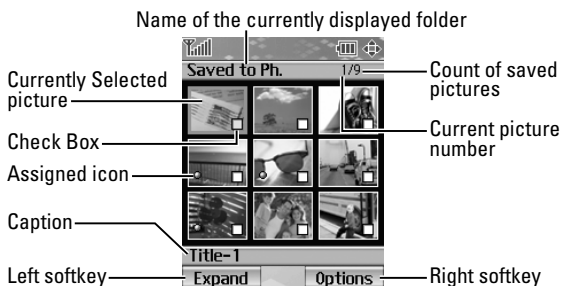 Name of the currently displayed folder
Saved to Ph.
1/9
Currently Selected
picture
Count of saved
pictures
Check Box
Current picture
number
Assigned icon
Caption
Title-1
Left softkey
Expand
Options
Right softkey